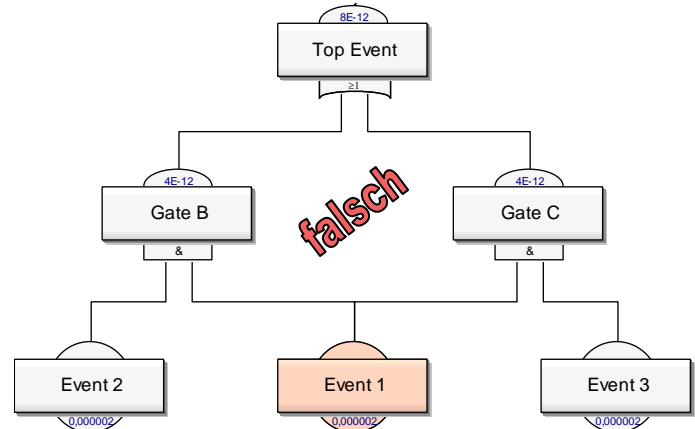 8E-12
Top Event
≥1
4E-12
4E-12
Gate B
falsch
Gate C
&
&
Event 2
Event 1
Event 3
0,000002
0,000002
0,000002